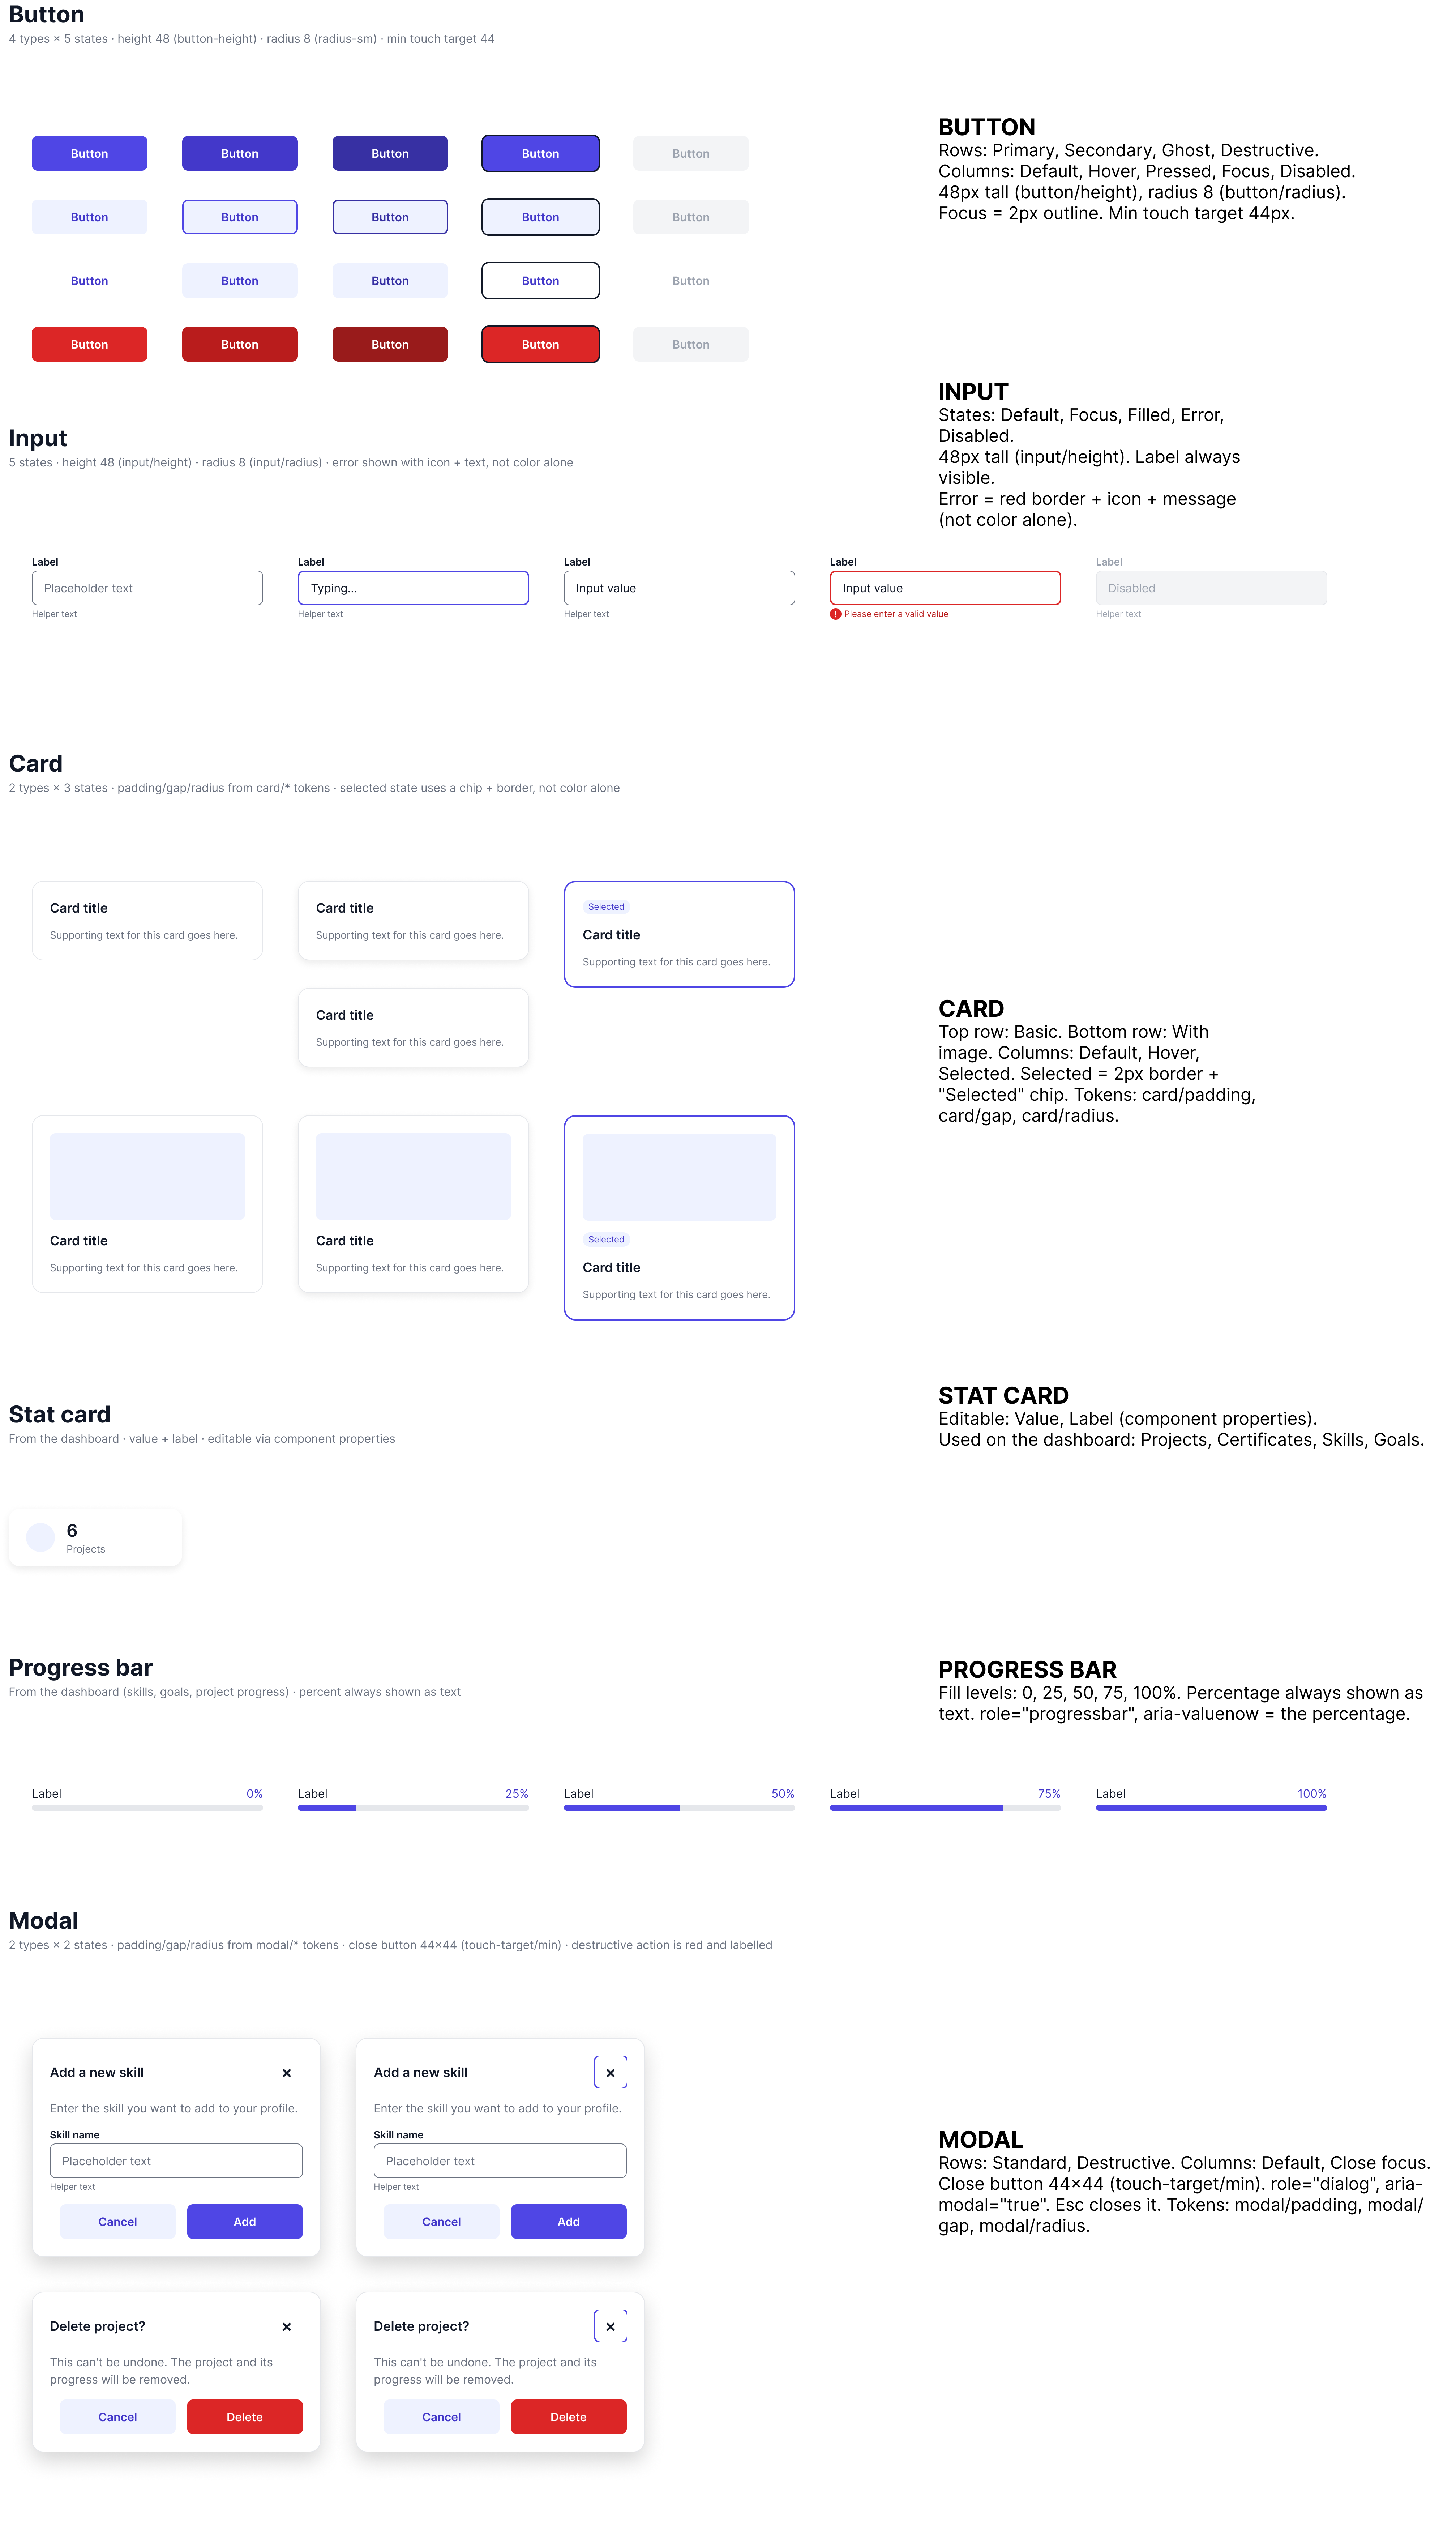 Button
4 types × 5 states · height 48 (button-height) · radius 8 (radius-sm) · min touch target 44
Button Button Button Button Button
Button Button Button Button Button
Button Button Button Button Button
Button Button Button Button Button
BUTTON
Rows: Primary, Secondary, Ghost, Destructive.
Columns: Default, Hover, Pressed, Focus, Disabled.
48px tall (button/height), radius 8 (button/radius).
Focus = 2px outline. Min touch target 44px.
Input
5 states · height 48 (input/height) · radius 8 (input/radius) · error shown with icon + text, not color alone
INPUT
States: Default, Focus, Filled, Error,
Disabled.
48px tall (input/height). Label always
visible.
Error = red border + icon + message
(not color alone).
Label Label Label Label Label
Placeholder text Typing... Input value Input value Disabled
Helper text Helper text Helper text ! Please enter a valid value Helper text
Card
2 types × 3 states · padding/gap/radius from card/* tokens · selected state uses a chip + border, not color alone
Card title
Supporting text for this card goes here.
Card title
Supporting text for this card goes here.
Selected
Card title
Supporting text for this card goes here.
Card title
Supporting text for this card goes here.
CARD
Top row: Basic. Bottom row: With
image. Columns: Default, Hover,
Selected. Selected = 2px border +
"Selected" chip. Tokens: card/padding,
card/gap, card/radius.
Card title
Supporting text for this card goes here.
Card title
Supporting text for this card goes here.
Selected
Card title
Supporting text for this card goes here.
Stat card
From the dashboard · value + label · editable via component properties
STAT CARD
Editable: Value, Label (component properties).
Used on the dashboard: Projects, Certificates, Skills, Goals.
6
Projects
Progress bar
From the dashboard (skills, goals, project progress) · percent always shown as text
PROGRESS BAR
Fill levels: 0, 25, 50, 75, 100%. Percentage always shown as
text. role="progressbar", aria-valuenow = the percentage.
Label 0% Label 25% Label 50% Label 75% Label 100%
Modal
2 types × 2 states · padding/gap/radius from modal/* tokens · close button 44×44 (touch-target/min) · destructive action is red and labelled
Add a new skill ×
Enter the skill you want to add to your profile.
Skill name
Placeholder text
Helper text
Cancel Add
Add a new skill ×
Enter the skill you want to add to your profile.
Skill name
Placeholder text
Helper text
Cancel Add
MODAL
Rows: Standard, Destructive. Columns: Default, Close focus.
Close button 44×44 (touch-target/min). role="dialog", aria-
modal="true". Esc closes it. Tokens: modal/padding, modal/
gap, modal/radius.
Delete project? ×
This can't be undone. The project and its
progress will be removed.
Cancel Delete
Delete project? ×
This can't be undone. The project and its
progress will be removed.
Cancel Delete